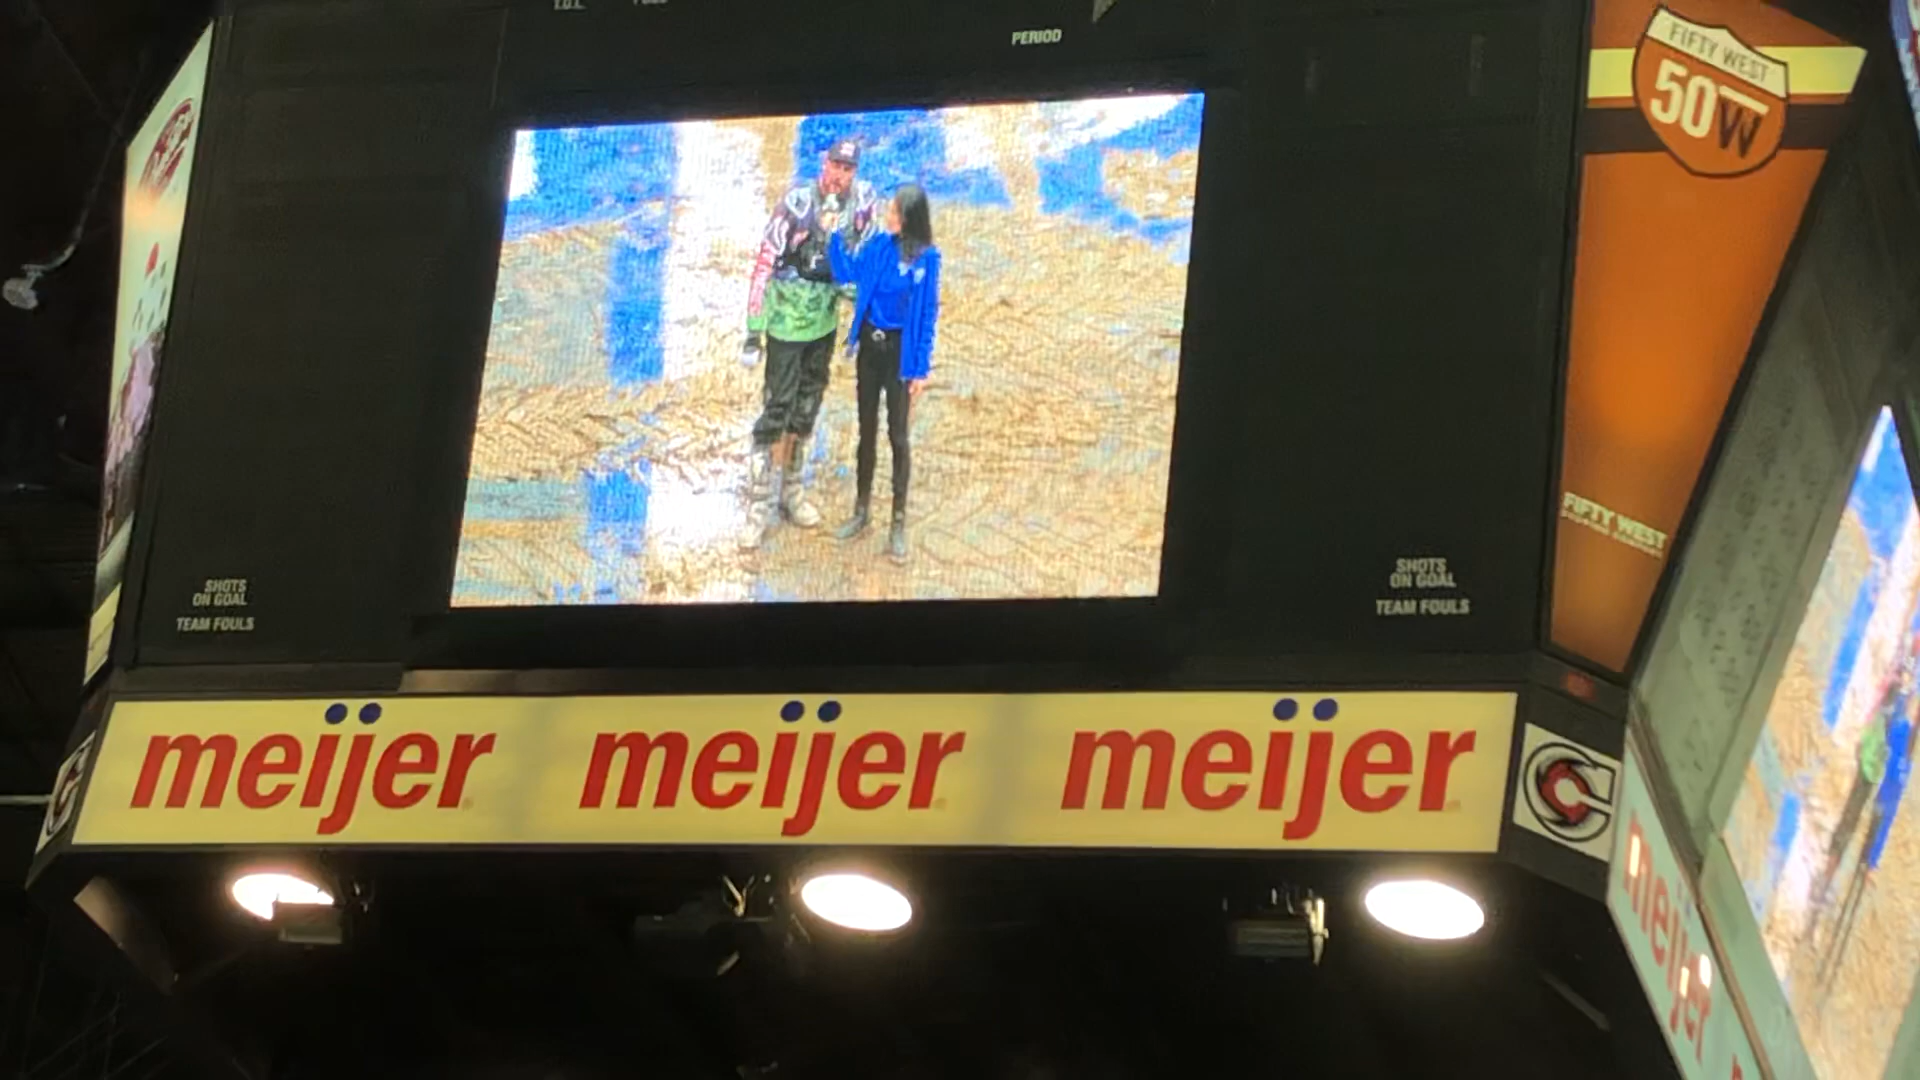 PERIOD
FIFTY WEST
50W
FIFTY WEST
SHOTS
ON GOAL
TEAM FOULS
SHOTS
ON GOAL
TEAM FOULS
meijer meijer meijer
C
meijer